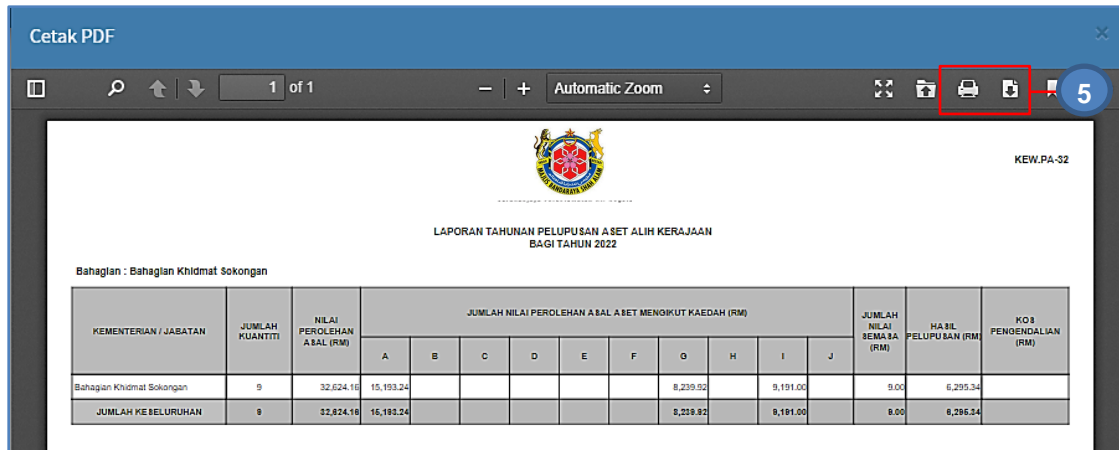 Cetak PDF
×
1 of 1
Automatic Zoom
5
MAJLIS BANDARAYA SHAH ALAM
KEW.PA-32
LAPORAN TAHUNAN PELUPUSAN ASET ALIH KERAJAAN
BAGI TAHUN 2022
Bahagian : Bahagian Khidmat Sokongan
KEMENTERIAN / JABATAN
JUMLAH
KUANTITI
NILAI
PEROLEHAN
ASAL (RM)
JUMLAH NILAI PEROLEHAN ASAL ASET MENGIKUT KAEDAH (RM)
A B C D E F G H I J
JUMLAH
NILAI
SEMASA
(RM)
HASIL
PELUPUSAN (RM)
KOS
PENGENDALIAN
(RM)
Bahagian Khidmat Sokongan 9 32,624.16 15,193.24 8,239.92 9,191.00 9.00 6,295.34
JUMLAH KESELURUHAN 9 32,624.16 15,193.24 8,239.92 9,191.00 9.00 6,295.34